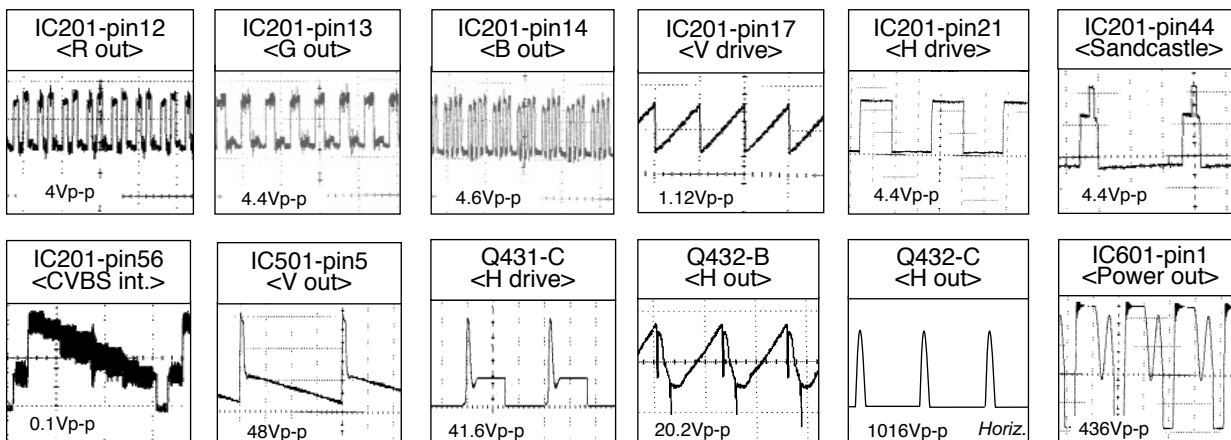 IC201-pin12
<R out>
4Vp-p
IC201-pin13
<G out>
4.4Vp-p
IC201-pin14
<B out>
4.6Vp-p
IC201-pin17
<V drive>
1.12Vp-p
IC201-pin21
<H drive>
4.4Vp-p
IC201-pin44
<Sandcastle>
4.4Vp-p
IC201-pin56
<CVBS int.>
0.1Vp-p
IC501-pin5
<V out>
48Vp-p
Q431-C
<H drive>
41.6Vp-p
Q432-B
<H out>
20.2Vp-p
Q432-C
<H out>
1016Vp-p Horiz.
IC601-pin1
<Power out>
436Vp-p